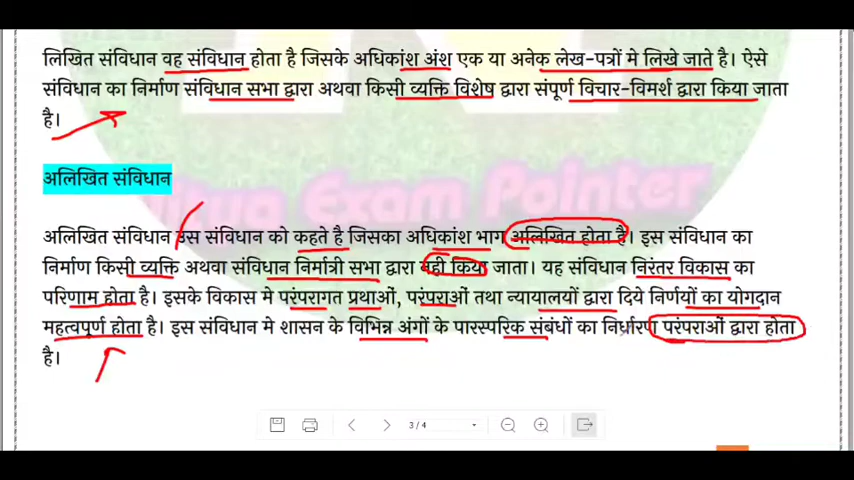 लिखित संविधान वह संविधान होता है जिसके अधिकांश अंश एक या अनेक लेख-पत्रों मे लिखे जाते है। ऐसे
संविधान का निर्माण संविधान सभा द्वारा अथवा किसी व्यक्ति विशेष द्वारा संपूर्ण विचार-विमर्श द्वारा किया जाता
है।
अलिखित संविधान
अलिखित संविधान उस संविधान को कहते है जिसका अधिकांश भाग अलिखित होता है। इस संविधान का
निर्माण किसी व्यक्ति अथवा संविधान निर्मात्री सभा द्वारा नही किया जाता। यह संविधान निरंतर विकास का
परिणाम होता है। इसके विकास मे परंपरागत प्रथाओं, परंपराओं तथा न्यायालयों द्वारा दिये निर्णयों का योगदान
महत्वपूर्ण होता है। इस संविधान मे शासन के विभिन्न अंगों के पारस्परिक संबंधों का निर्धारण परंपराओं द्वारा होता
है।
Exam Pointer
3/4